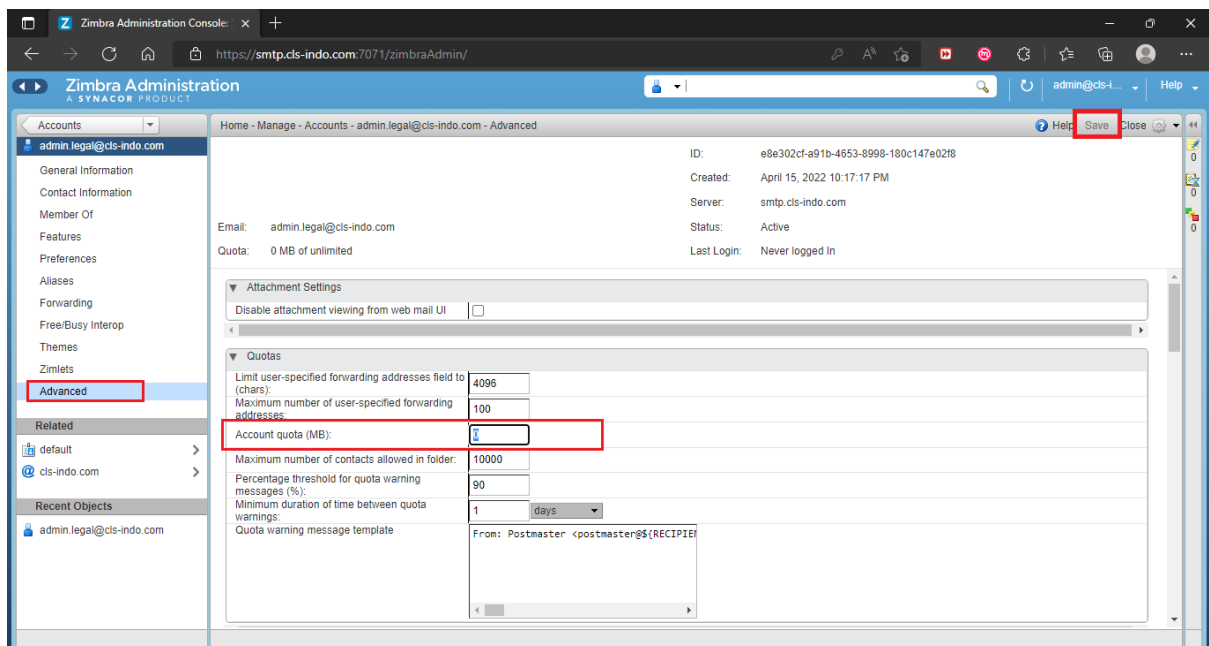 Zimbra Administration Console:
https://smtp.cls-indo.com:7071/zimbraAdmin/
Zimbra Administration
A SYNACOR PRODUCT
admin@cls-i...
Help
Accounts
Home - Manage - Accounts - admin.legal@cls-indo.com - Advanced
Help
Save
Close
admin.legal@cls-indo.com
General Information
Contact Information
Member Of
Features
Preferences
Aliases
Forwarding
Free/Busy Interop
Themes
Zimlets
Advanced
Related
default
cls-indo.com
Recent Objects
admin.legal@cls-indo.com
ID: e8e302cf-a91b-4653-8998-180c147e02f8
Created: April 15, 2022 10:17:17 PM
Server: smtp.cls-indo.com
Email: admin.legal@cls-indo.com
Status: Active
Quota: 0 MB of unlimited
Last Login: Never logged In
Attachment Settings
Disable attachment viewing from web mail UI
Quotas
Limit user-specified forwarding addresses field to
(chars):
4096
Maximum number of user-specified forwarding
addresses:
100
Account quota (MB):
0
Maximum number of contacts allowed in folder:
10000
Percentage threshold for quota warning
messages (%):
90
Minimum duration of time between quota
warnings:
1 days
Quota warning message template
From: Postmaster <postmaster@${RECIPIE
0
0
0